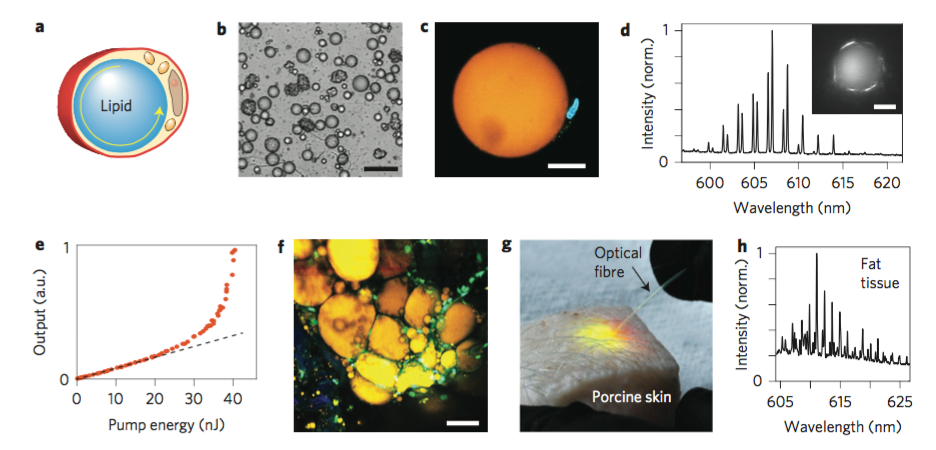 a
Lipid
b
c
d
Intensity (norm.)
1
0
600 605 610 615 620
Wavelength (nm)
e
Output (a.u.)
1
0
0 10 20 30 40
Pump energy (nJ)
f
g
Optical
fibre
Porcine skin
h
Intensity (norm.)
1
0
Fat
tissue
605 615 625
Wavelength (nm)